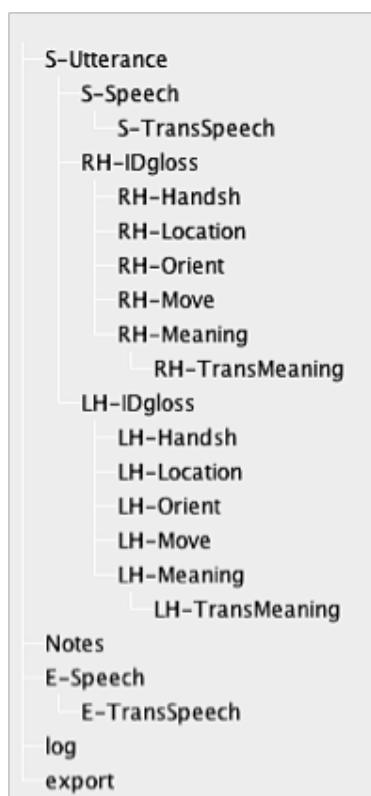 S-Utterance
S-Speech
S-TransSpeech
RH-IDgloss
RH-Handsh
RH-Location
RH-Orient
RH-Move
RH-Meaning
RH-TransMeaning
LH-IDgloss
LH-Handsh
LH-Location
LH-Orient
LH-Move
LH-Meaning
LH-TransMeaning
Notes
E-Speech
E-TransSpeech
log
export